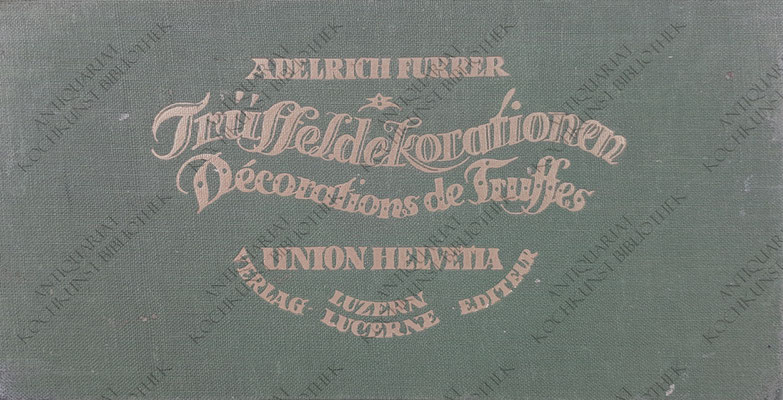 ADELRICH FURRER
Trüffeldekorationen
Décorations de Truffes
UNION HELVETIA
VERLAG · LUZERN LUCERNE · EDITEUR
ANTIQUARIAT
KOCHKUNST BIBLIOTHEK